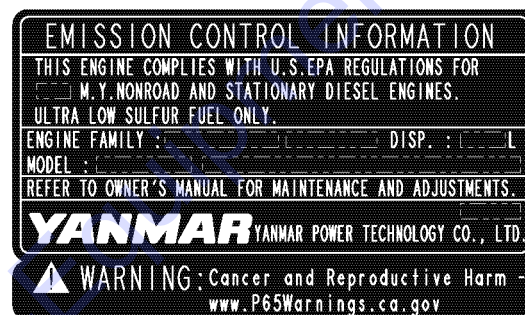 EMISSION CONTROL INFORMATION
THIS ENGINE COMPLIES WITH U.S.EPA REGULATIONS FOR
M.Y.NONROAD AND STATIONARY DIESEL ENGINES.
ULTRA LOW SULFUR FUEL ONLY.
ENGINE FAMILY : DISP. : L
MODEL :
REFER TO OWNER'S MANUAL FOR MAINTENANCE AND ADJUSTMENTS.
YANMAR YANMAR POWER TECHNOLOGY CO., LTD.
WARNING:Cancer and Reproductive Harm -
www.P65Warnings.ca.gov